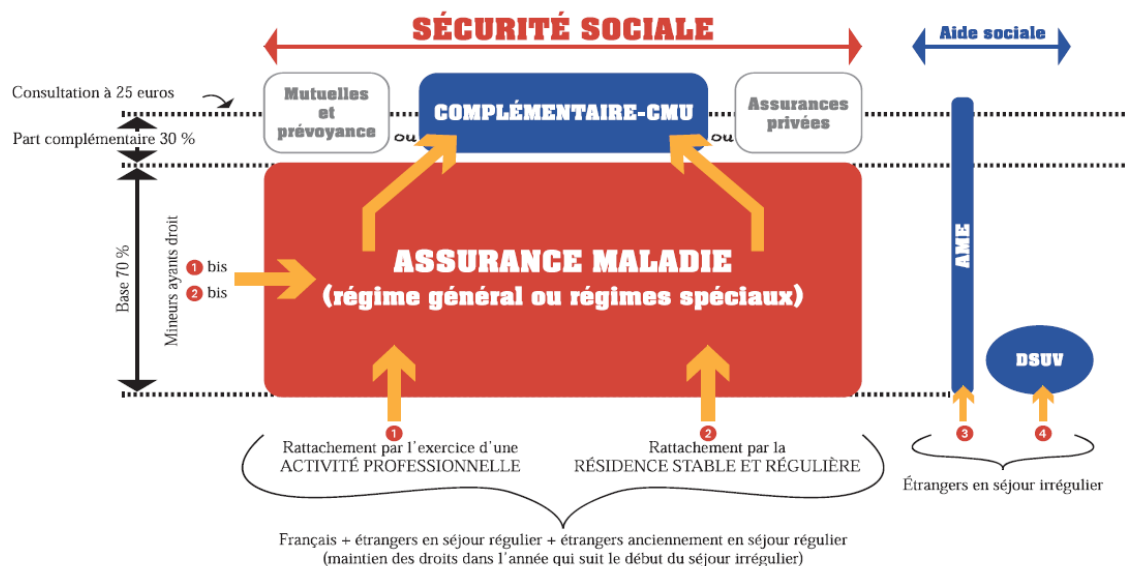 SÉCURITÉ SOCIALE
Aide sociale
Consultation à 25 euros
Part complémentaire 30 %
Mutuelles
et
prévoyance
ou
COMPLÉMENTAIRE-CMU
ou
Assurances
privées
Base 70 %
Mineurs ayants droit
1 bis
2 bis
ASSURANCE MALADIE
(régime général ou régimes spéciaux)
AME
DSUV
1
Rattachement par l'exercice d'une
ACTIVITÉ PROFESSIONNELLE
2
Rattachement par la
RÉSIDENCE STABLE ET RÉGULIÈRE
3
4
Étrangers en séjour irrégulier
Français + étrangers en séjour régulier + étrangers anciennement en séjour régulier
(maintien des droits dans l'année qui suit le début du séjour irrégulier)